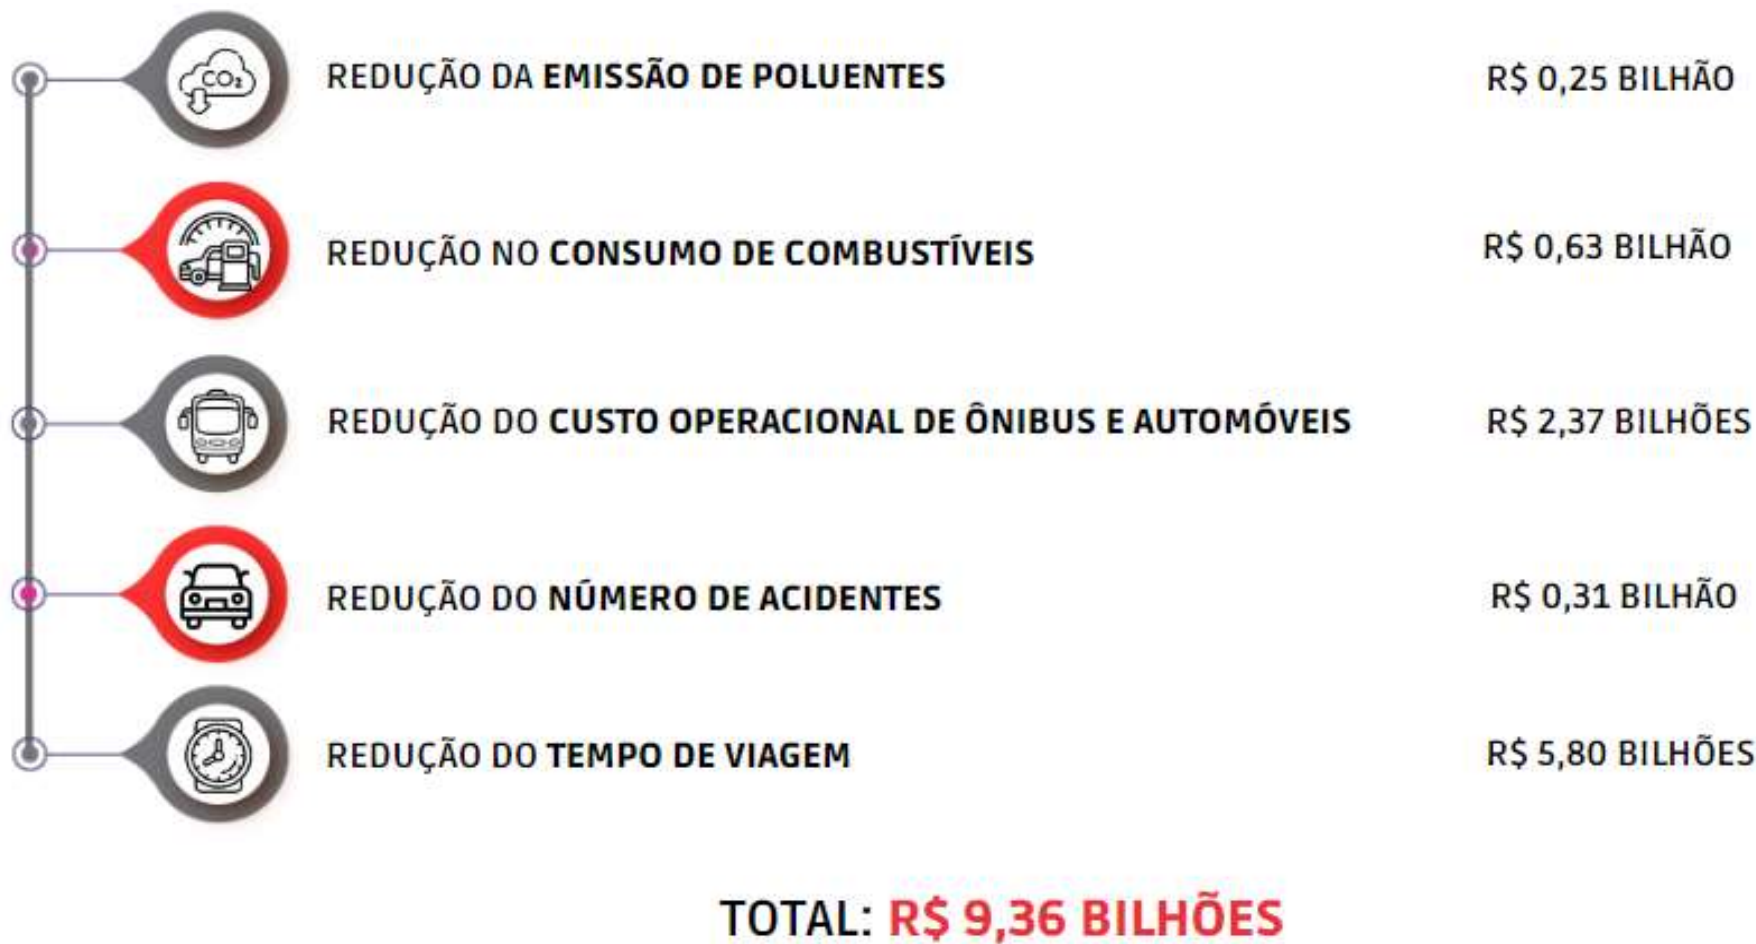 CO₂
REDUÇÃO DA EMISSÃO DE POLUENTES R$ 0,25 BILHÃO
REDUÇÃO NO CONSUMO DE COMBUSTÍVEIS R$ 0,63 BILHÃO
REDUÇÃO DO CUSTO OPERACIONAL DE ÔNIBUS E AUTOMÓVEIS R$ 2,37 BILHÕES
REDUÇÃO DO NÚMERO DE ACIDENTES R$ 0,31 BILHÃO
REDUÇÃO DO TEMPO DE VIAGEM R$ 5,80 BILHÕES
TOTAL: R$ 9,36 BILHÕES